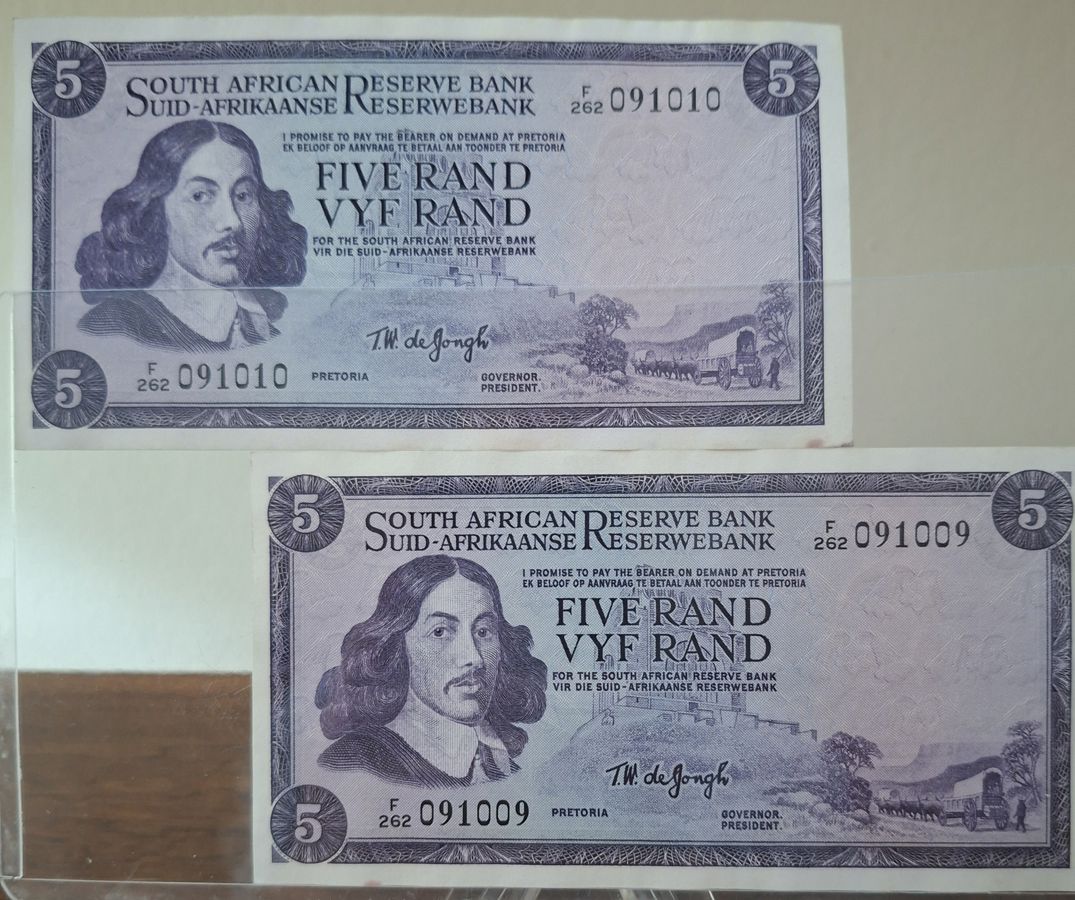 5
5
SOUTH AFRICAN RESERVE BANK
SUID-AFRIKAANSE RESERWEBANK
F
262 091010
I PROMISE TO PAY THE BEARER ON DEMAND AT PRETORIA
EK BELOOF OP AANVRAAG TE BETAAL AAN TOONDER TE PRETORIA
FIVE RAND
VYF RAND
FOR THE SOUTH AFRICAN RESERVE BANK
VIR DIE SUID-AFRIKAANSE RESERWEBANK
T.W. de Jongh
F
262 091010
PRETORIA
GOVERNOR.
PRESIDENT.
5
5
5
SOUTH AFRICAN RESERVE BANK
SUID-AFRIKAANSE RESERWEBANK
F
262 091009
I PROMISE TO PAY THE BEARER ON DEMAND AT PRETORIA
EK BELOOF OP AANVRAAG TE BETAAL AAN TOONDER TE PRETORIA
FIVE RAND
VYF RAND
FOR THE SOUTH AFRICAN RESERVE BANK
VIR DIE SUID-AFRIKAANSE RESERWEBANK
T.W. de Jongh
F
262 091009
PRETORIA
GOVERNOR.
PRESIDENT.
5